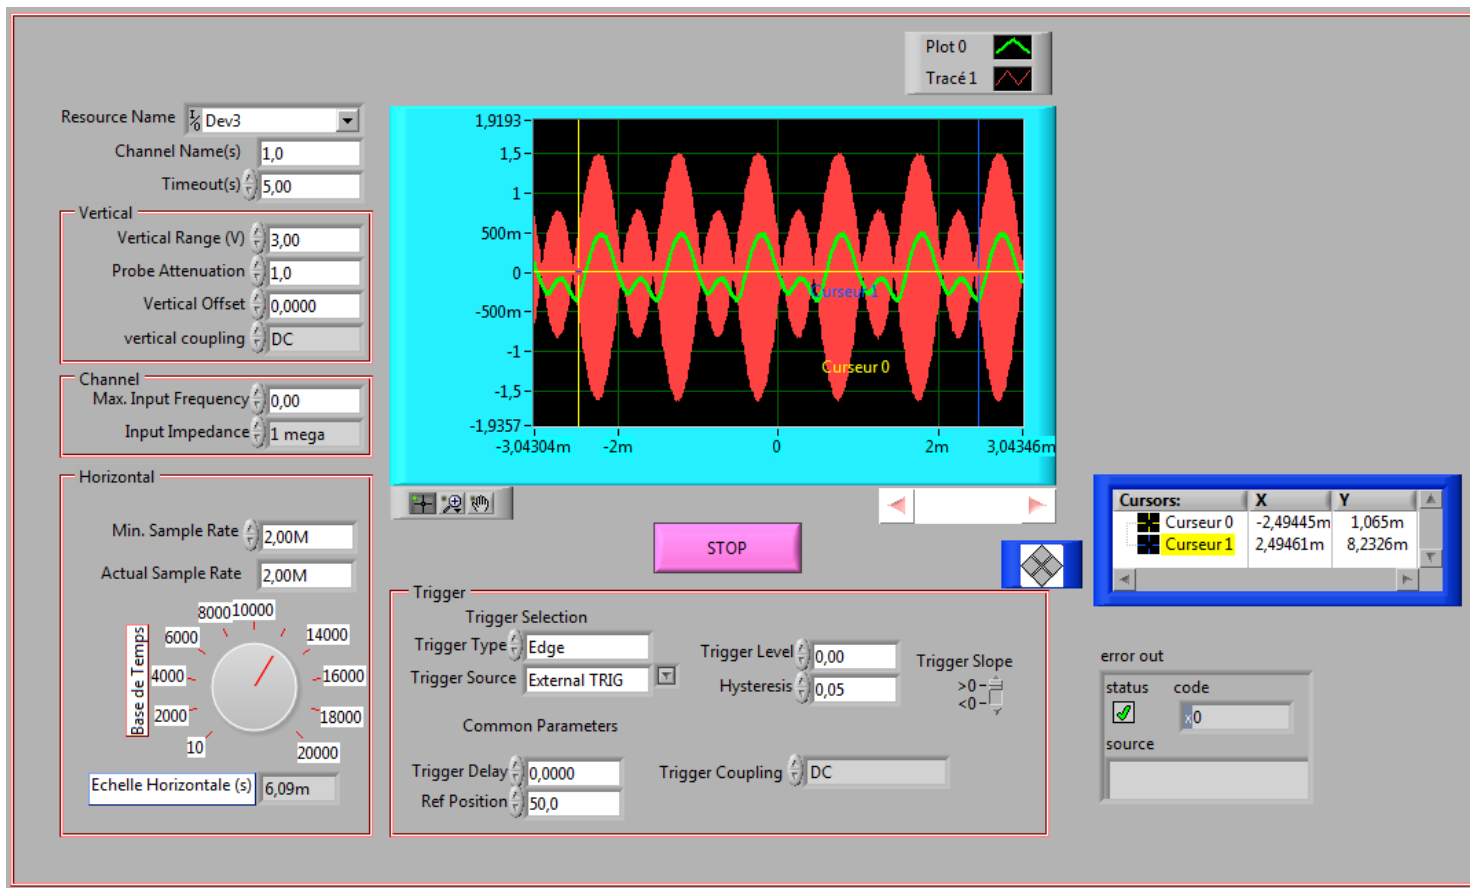 Plot 0
Tracé 1
Resource Name Dev3
Channel Name(s) 1,0
Timeout(s) 5,00
Vertical
Vertical Range (V) 3,00
Probe Attenuation 1,0
Vertical Offset 0,0000
vertical coupling DC
Channel
Max. Input Frequency 0,00
Input Impedance 1 mega
Horizontal
Min. Sample Rate 2,00M
Actual Sample Rate 2,00M
Base de Temps
10
2000
4000
6000
8000
10000
14000
16000
18000
20000
Echelle Horizontale (s) 6,09m
1,9193
1,5
1
500m
0
-500m
-1
-1,5
-1,9357
-3,04304m -2m 0 2m 3,04346m
Curseur 1
Curseur 0
STOP
Cursors: X Y
Curseur 0 -2,49445m 1,065m
Curseur 1 2,49461m 8,2326m
Trigger
Trigger Selection
Trigger Type Edge
Trigger Source External TRIG
Trigger Level 0,00
Hysteresis 0,05
Trigger Slope
>0
<0
Common Parameters
Trigger Delay 0,0000
Ref Position 50,0
Trigger Coupling DC
error out
status code
x0
source